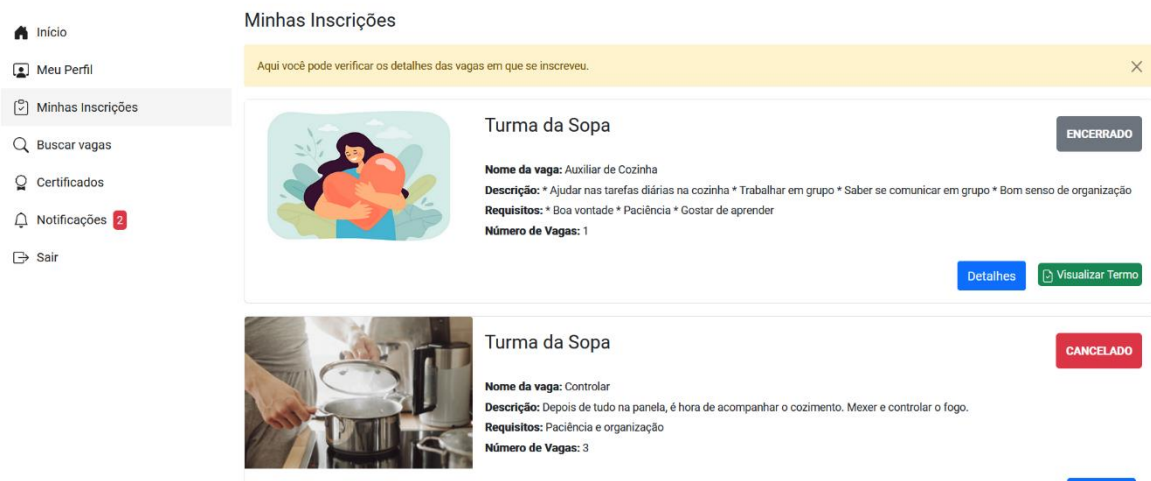 Início
Meu Perfil
Minhas Inscrições
Buscar vagas
Certificados
Notificações 2
Sair
Minhas Inscrições
Aqui você pode verificar os detalhes das vagas em que se inscreveu.
Turma da Sopa
ENCERRADO
Nome da vaga: Auxiliar de Cozinha
Descrição: * Ajudar nas tarefas diárias na cozinha * Trabalhar em grupo * Saber se comunicar em grupo * Bom senso de organização
Requisitos: * Boa vontade * Paciência * Gostar de aprender
Número de Vagas: 1
Detalhes
Visualizar Termo
Turma da Sopa
CANCELADO
Nome da vaga: Controlar
Descrição: Depois de tudo na panela, é hora de acompanhar o cozimento. Mexer e controlar o fogo.
Requisitos: Paciência e organização
Número de Vagas: 3